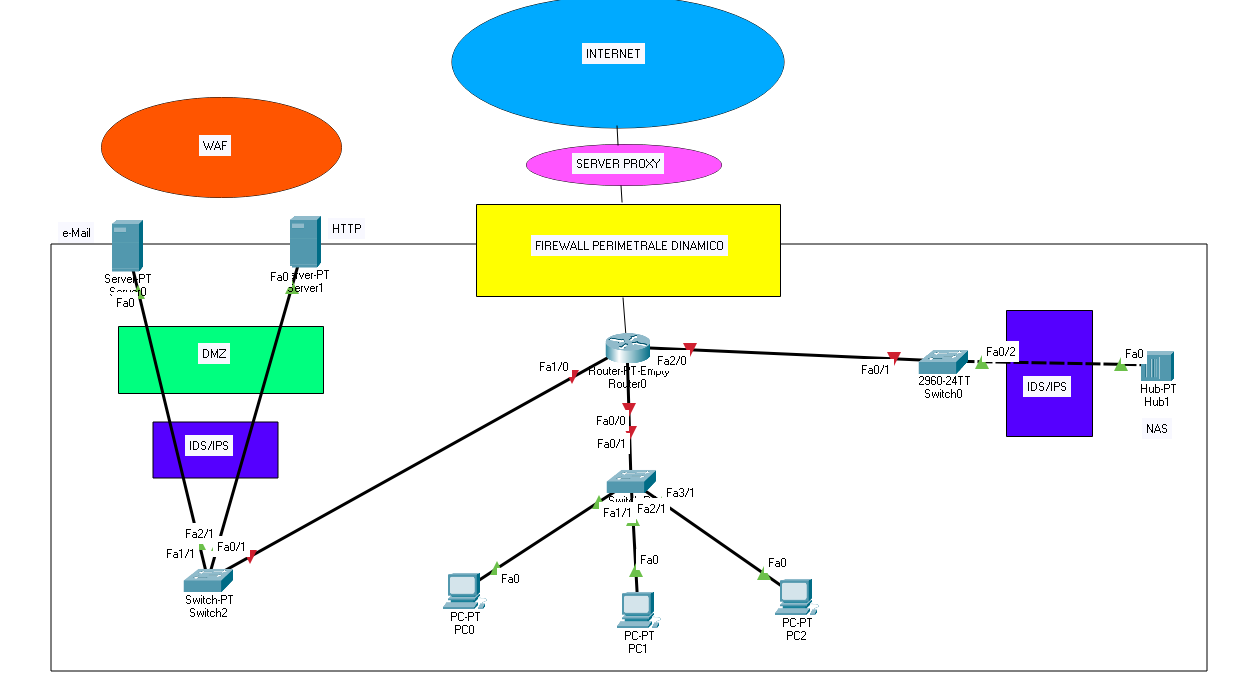 INTERNET
WAF
SERVER PROXY
e-Mail
HTTP
FIREWALL PERIMETRALE DINAMICO
Server-PT
Fa0
Fa0
Server1
DMZ
Fa1/0
Router-PT-Empty
Router0
Fa2/0
Fa0/1
2960-24TT
Switch0
Fa0/2
IDS/IPS
Fa0
Hub-PT
Hub1
NAS
Fa0/0
Fa0/1
IDS/IPS
Fa3/1
Fa1/1
Fa2/1
Fa2/1
Fa1/1
Fa0/1
Switch-PT
Switch2
Fa0
PC-PT
PC0
Fa0
PC-PT
PC1
Fa0
PC-PT
PC2